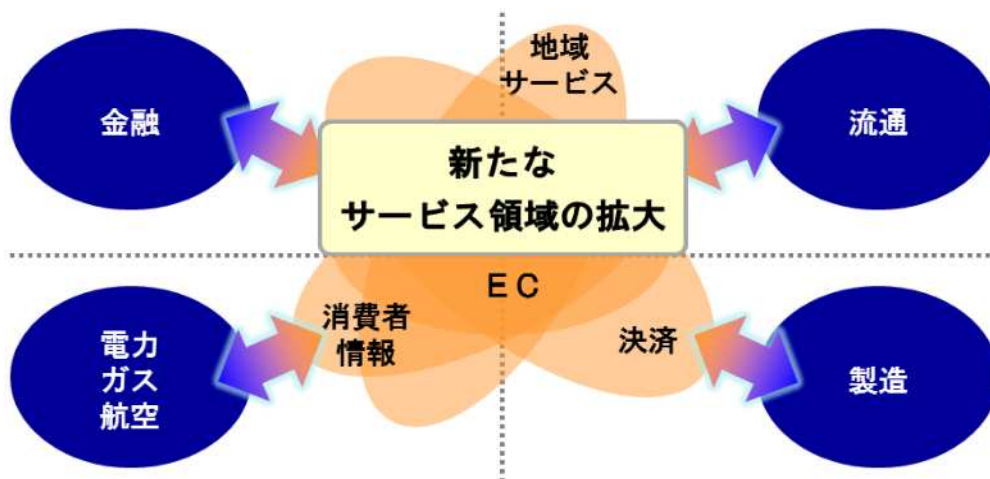 地域
サービス
金融
流通
新たな
サービス領域の拡大
ＥＣ
消費者
情報
決済
電力
ガス
航空
製造